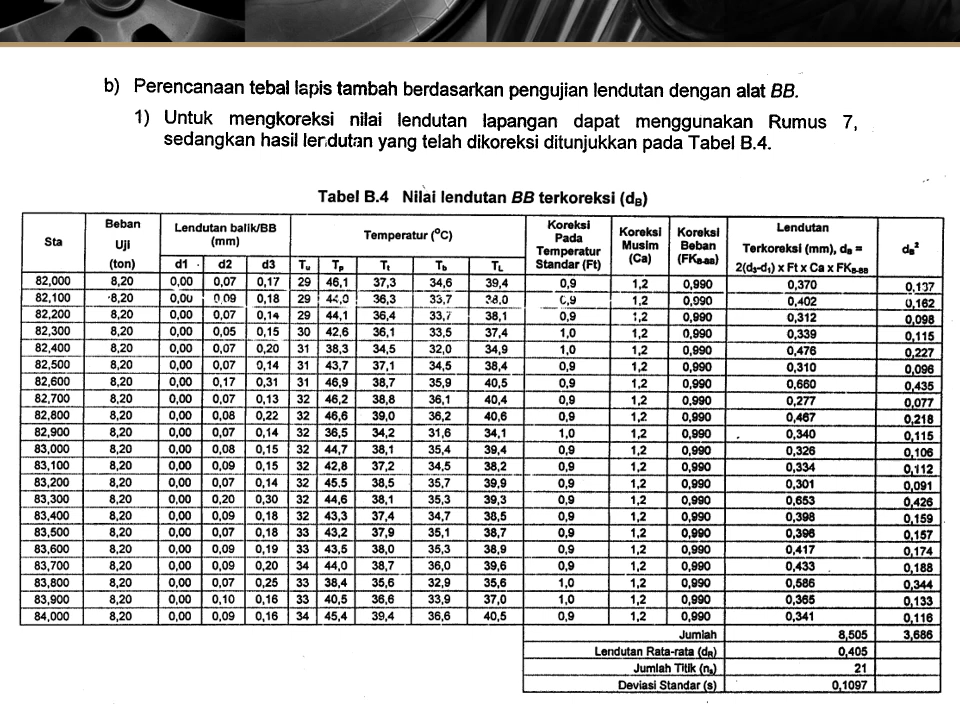 b) Perencanaan tebal lapis tambah berdasarkan pengujian lendutan dengan alat BB.
1) Untuk mengkoreksi nilai lendutan lapangan dapat menggunakan Rumus 7,
sedangkan hasil lendutan yang telah dikoreksi ditunjukkan pada Tabel B.4.
Tabel B.4 Nilai lendutan BB terkoreksi (dB)
Sta Beban Uji (ton) Lendutan balik/BB (mm) Temperatur (°C) Koreksi Pada Temperatur Standar (Ft) Koreksi Musim (Ca) Koreksi Beban (FKB-BB) Lendutan Terkoreksi (mm), dB = 2(d3-d1) x Ft x Ca x FKB-BB dB²
d1 d2 d3 Tu Tp Tt Tb TL
82,000 8,20 0,00 0,07 0,17 29 46,1 37,3 34,6 39,4 0,9 1,2 0,990 0,370 0,137
82,100 8,20 0,00 0,09 0,18 29 44,0 36,3 33,7 38,0 0,9 1,2 0,990 0,402 0,162
82,200 8,20 0,00 0,07 0,14 29 44,1 36,4 33,7 38,1 0,9 1,2 0,990 0,312 0,098
82,300 8,20 0,00 0,05 0,15 30 42,6 36,1 33,5 37,4 1,0 1,2 0,990 0,339 0,115
82,400 8,20 0,00 0,07 0,20 31 38,3 34,5 32,0 34,9 1,0 1,2 0,990 0,476 0,227
82,500 8,20 0,00 0,07 0,14 31 43,7 37,1 34,5 38,4 0,9 1,2 0,990 0,310 0,096
82,600 8,20 0,00 0,17 0,31 31 46,9 38,7 35,9 40,5 0,9 1,2 0,990 0,660 0,435
82,700 8,20 0,00 0,07 0,13 32 46,2 38,8 36,1 40,4 0,9 1,2 0,990 0,277 0,077
82,800 8,20 0,00 0,08 0,22 32 46,6 39,0 36,2 40,6 0,9 1,2 0,990 0,467 0,218
82,900 8,20 0,00 0,07 0,14 32 36,5 34,2 31,6 34,1 1,0 1,2 0,990 0,340 0,115
83,000 8,20 0,00 0,08 0,15 32 44,7 38,1 35,4 39,4 0,9 1,2 0,990 0,326 0,106
83,100 8,20 0,00 0,09 0,15 32 42,8 37,2 34,5 38,2 0,9 1,2 0,990 0,334 0,112
83,200 8,20 0,00 0,07 0,14 32 45.5 38,5 35,7 39,9 0,9 1,2 0,990 0,301 0,091
83,300 8,20 0,00 0,20 0,30 32 44,6 38,1 35,3 39,3 0,9 1,2 0,990 0,653 0,426
83,400 8,20 0,00 0,09 0,18 32 43,3 37,4 34,7 38,5 0,9 1,2 0,990 0,398 0,159
83,500 8,20 0,00 0,07 0,18 33 43,2 37,9 35,1 38,7 0,9 1,2 0,990 0,396 0,157
83,600 8,20 0,00 0,09 0,19 33 43,5 38,0 35,3 38,9 0,9 1,2 0,990 0,417 0,174
83,700 8,20 0,00 0,09 0,20 34 44,0 38,7 36,0 39,6 0,9 1,2 0,990 0,433 0,188
83,800 8,20 0,00 0,07 0,25 33 38,4 35,6 32,9 35,6 1,0 1,2 0,990 0,586 0,344
83,900 8,20 0,00 0,10 0,16 33 40,5 36,6 33,9 37,0 1,0 1,2 0,990 0,365 0,133
84,000 8,20 0,00 0,09 0,16 34 45,4 39,4 36,6 40,5 0,9 1,2 0,990 0,341 0,116
Jumlah 8,505 3,686
Lendutan Rata-rata (dR) 0,405
Jumlah Titik (ns) 21
Deviasi Standar (s) 0,1097